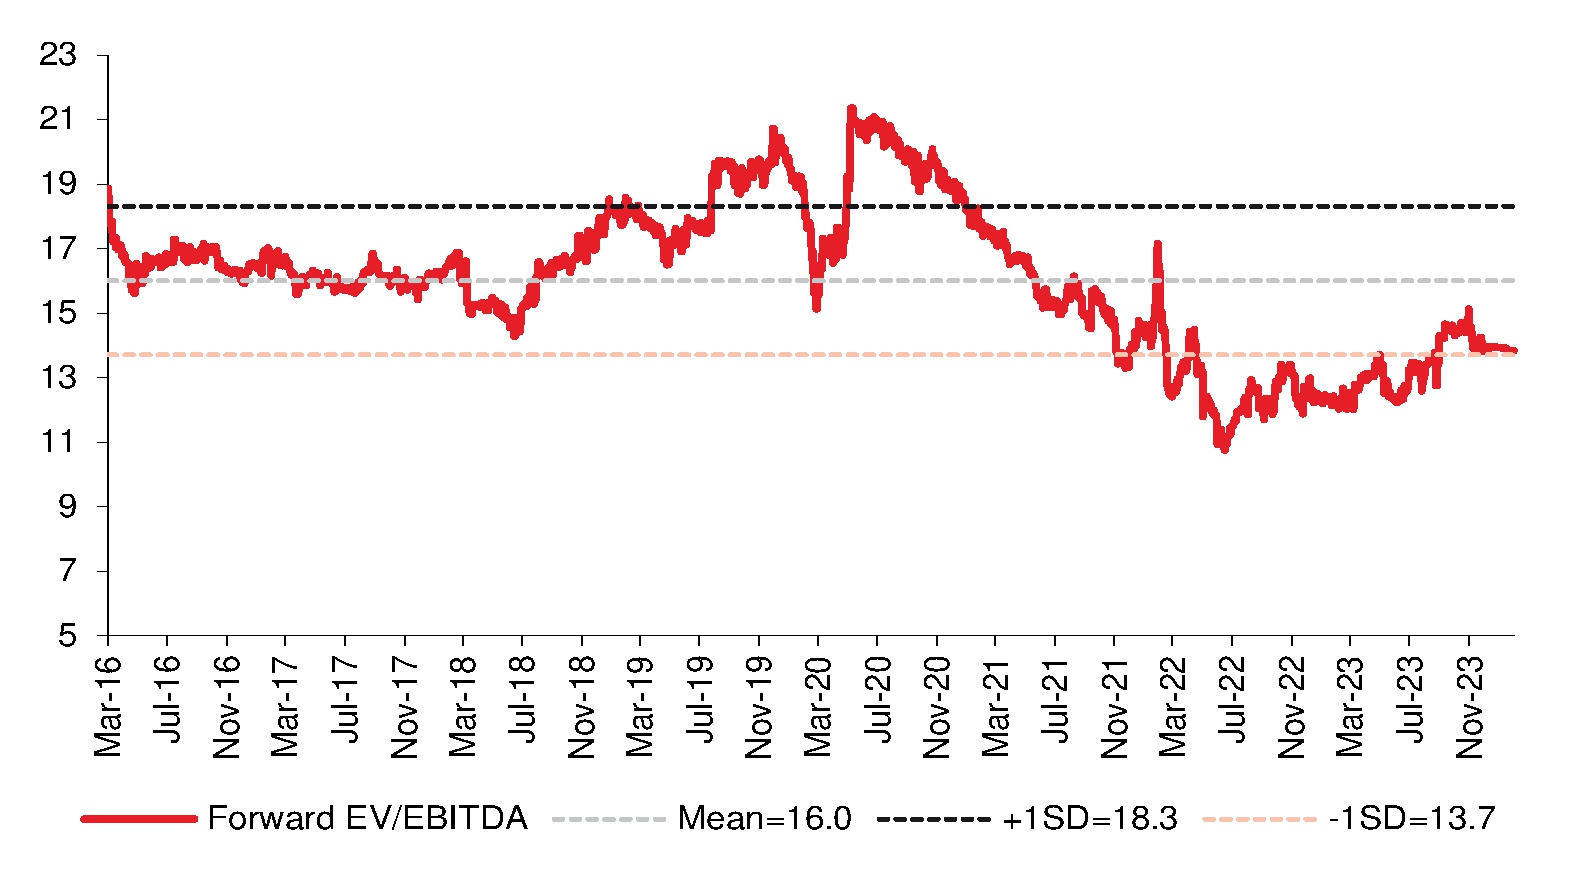 23
21
19
17
15
13
11
9
7
5
Mar-16
Jul-16
Nov-16
Mar-17
Jul-17
Nov-17
Mar-18
Jul-18
Nov-18
Mar-19
Jul-19
Nov-19
Mar-20
Jul-20
Nov-20
Mar-21
Jul-21
Nov-21
Mar-22
Jul-22
Nov-22
Mar-23
Jul-23
Nov-23
Forward EV/EBITDA Mean=16.0 +1SD=18.3 -1SD=13.7